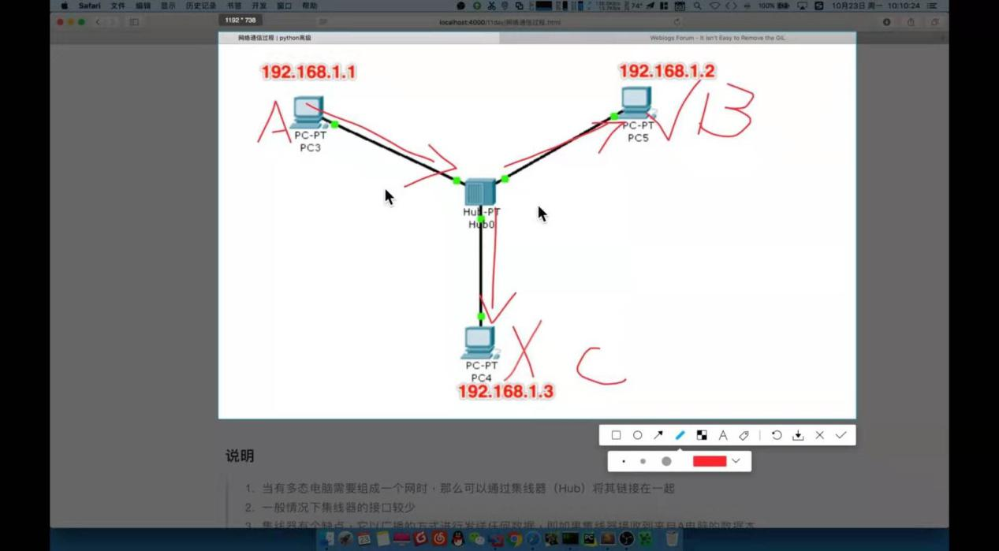 Safari 文件 编辑 显示 历史记录 书签 开发 窗口 帮助
74° 100% 10月23日 周一 10:10:24
1192 * 738
localhost:4000/11day/网络通信过程.html
网络通信过程 | python高级
Weblogs Forum - It isn't Easy to Remove the GIL
192.168.1.1
192.168.1.2
A
B
PC-PT
PC3
PC-PT
PC5
Hub-PT
Hub0
X C
PC-PT
PC4
192.168.1.3
A
说明
1. 当有多态电脑需要组成一个网时,那么可以通过集线器(Hub)将其链接在一起
2. 一般情况下集线器的接口较少
3. 集线器有个缺点,它以广播的方式进行发送任何数据,即如果集线器接收到来自A电脑的数据本
23